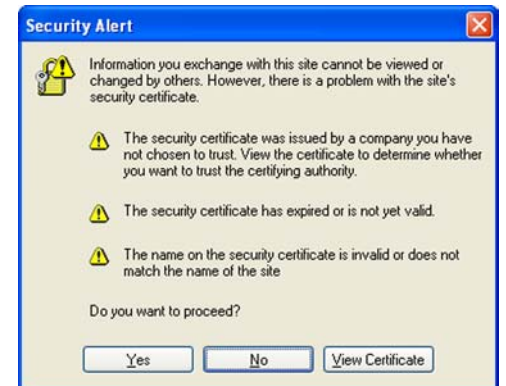 Security Alert
Information you exchange with this site cannot be viewed or
changed by others. However, there is a problem with the site's
security certificate.
The security certificate was issued by a company you have
not chosen to trust. View the certificate to determine whether
you want to trust the certifying authority.
The security certificate has expired or is not yet valid.
The name on the security certificate is invalid or does not
match the name of the site
Do you want to proceed?
Yes No View Certificate